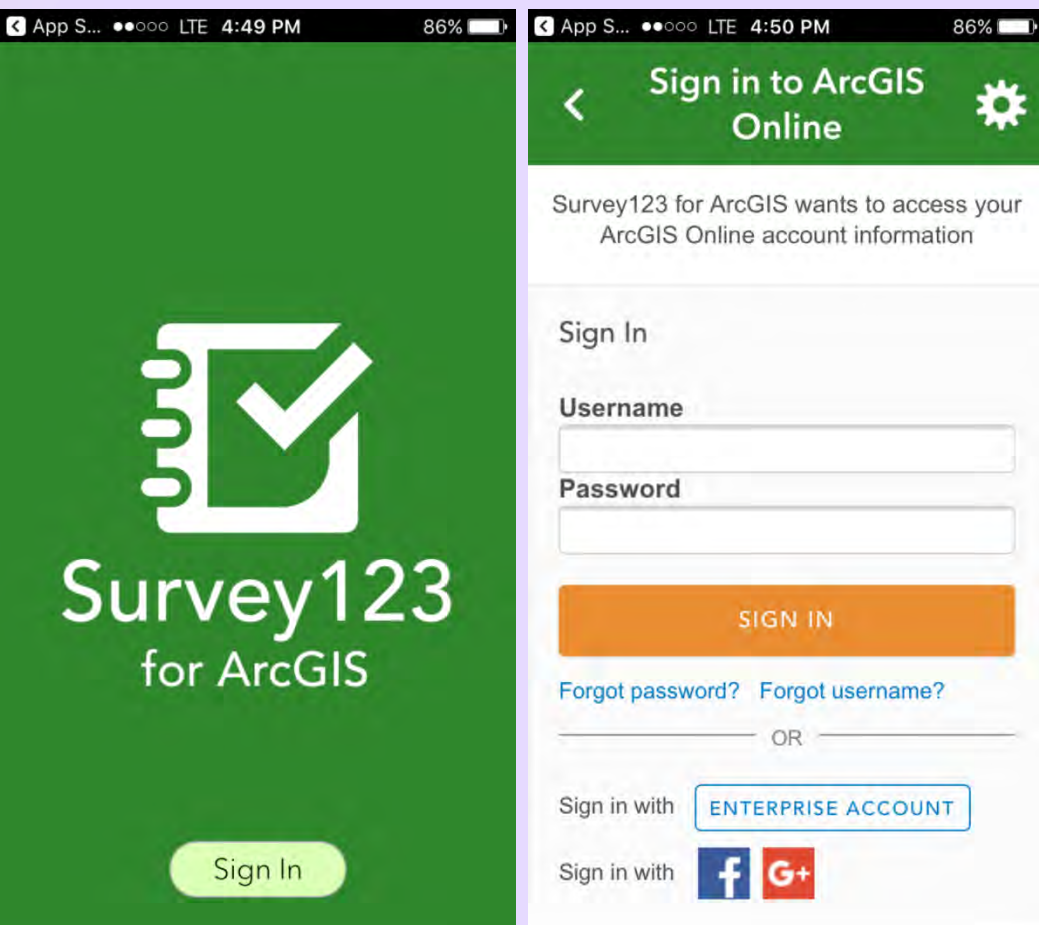 App S... LTE 4:49 PM 86%
Survey123
for ArcGIS
Sign In
App S... LTE 4:50 PM 86%
Sign in to ArcGIS
Online
Survey123 for ArcGIS wants to access your
ArcGIS Online account information
Sign In
Username
Password
SIGN IN
Forgot password? Forgot username?
OR
Sign in with ENTERPRISE ACCOUNT
Sign in with f G+